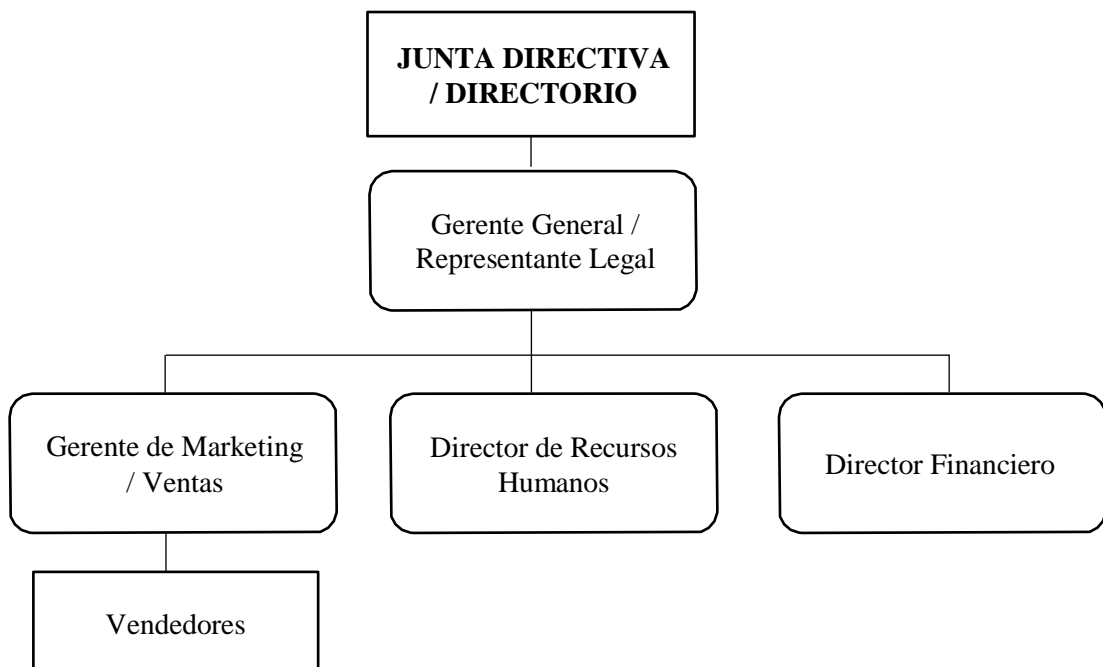 JUNTA DIRECTIVA
/ DIRECTORIO
Gerente General /
Representante Legal
Gerente de Marketing
/ Ventas
Director de Recursos
Humanos
Director Financiero
Vendedores